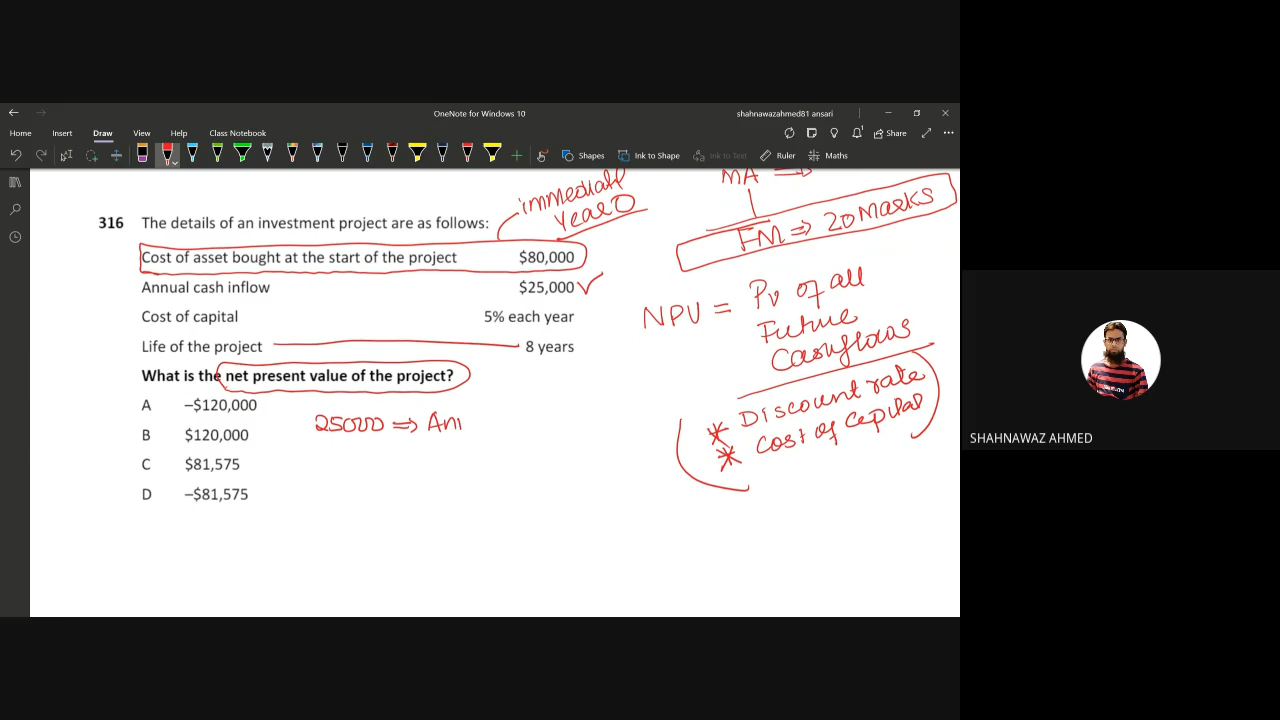 OneNote for Windows 10
shahnawazahmed81 ansari
Home Insert Draw View Help Class Notebook
Share
Shapes Ink to Shape Ink to Text Ruler Maths
MA ⇒
FM ⇒ 20 Marks
immediatl
Year 0
316 The details of an investment project are as follows:
Cost of asset bought at the start of the project $80,000
Annual cash inflow $25,000 ✓
Cost of capital 5% each year
Life of the project 8 years
What is the net present value of the project?
A –$120,000
B $120,000
C $81,575
D –$81,575
25000 ⇒ Ani
NPV = Pv of all
Future
Cashflows
* Discount rate
* Cost of capital
SHAHNAWAZ AHMED